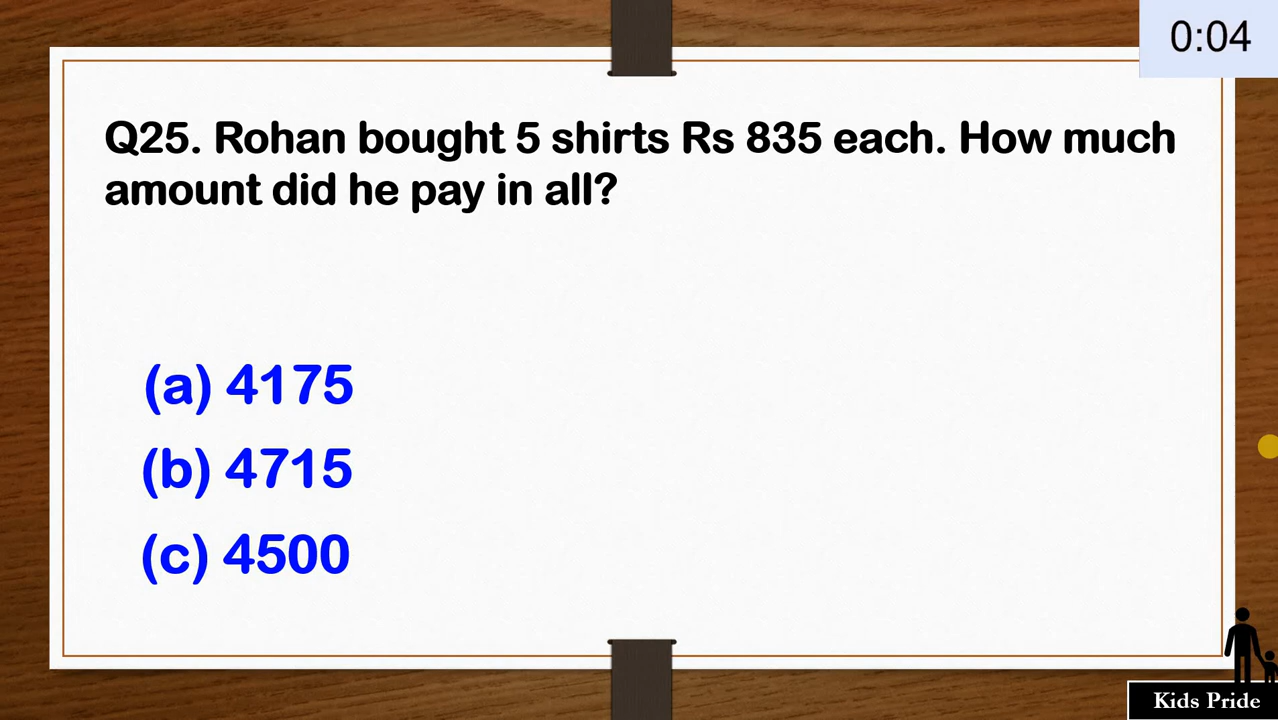 0:04
Q25. Rohan bought 5 shirts Rs 835 each. How much
amount did he pay in all?
(a) 4175
(b) 4715
(c) 4500
Kids Pride